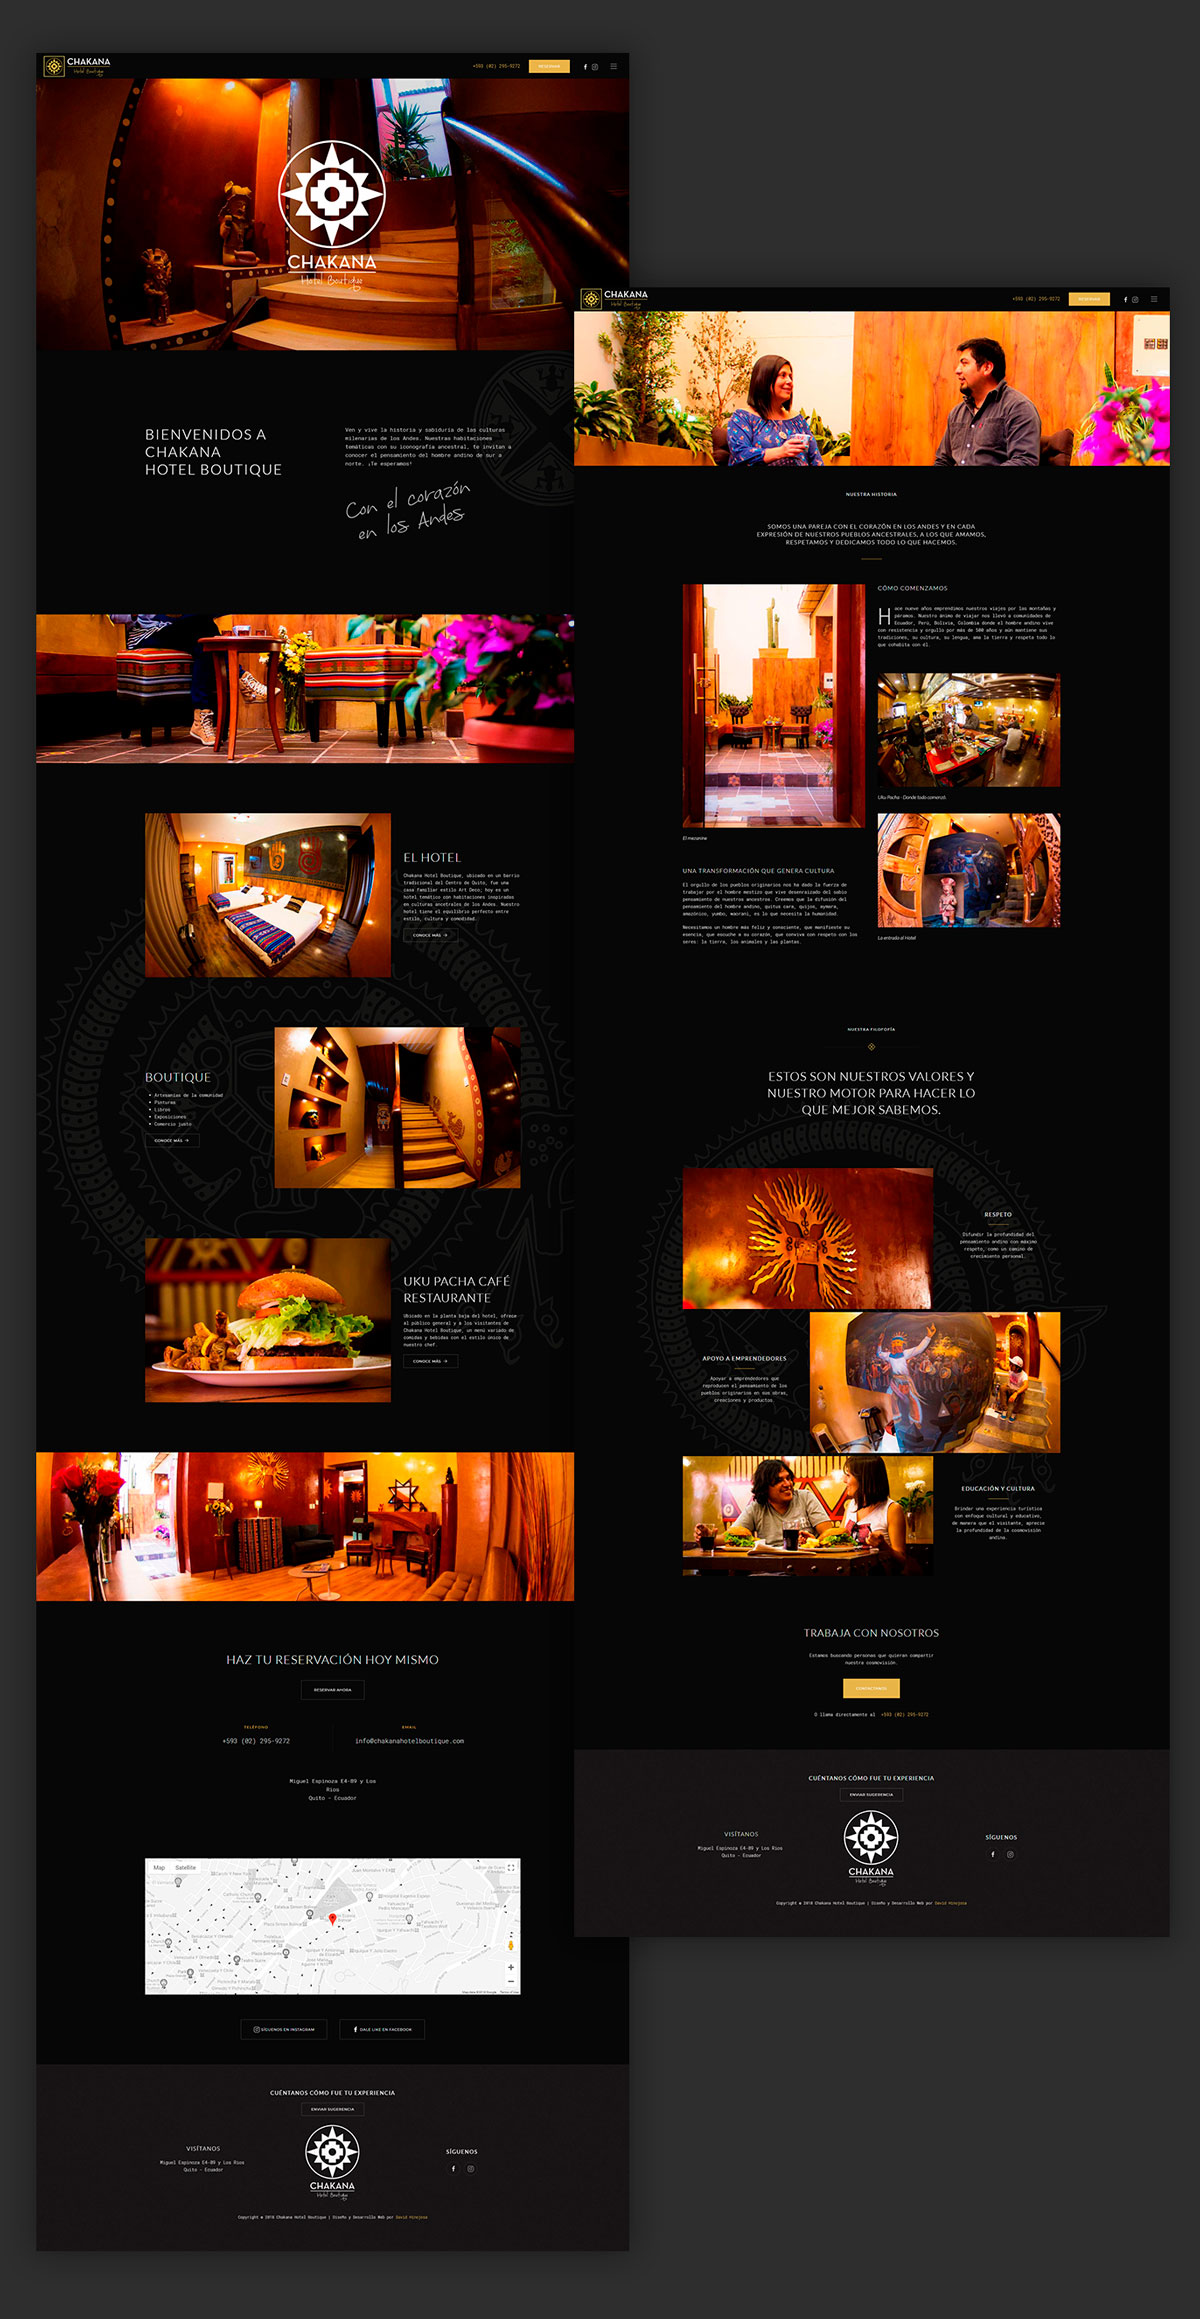 CHAKANA
Hotel Boutique
+593 (02) 295-9272
RESERVAR
CHAKANA
Hotel Boutique
BIENVENIDOS A
CHAKANA
HOTEL BOUTIQUE
Ven y vive la historia y sabiduría de las culturas
milenarias de los Andes. Nuestras habitaciones
temáticas con su iconografía ancestral, te invitan a
conocer el pensamiento del hombre andino de sur a
norte. ¡Te esperamos!
Con el corazón
en los Andes
EL HOTEL
Chakana Hotel Boutique, ubicado en un barrio
tradicional del Centro de Quito; fue una
casa familiar estilo Art Deco; hoy es un
hotel temático con habitaciones inspiradas
en culturas ancestrales de los Andes. Nuestro
hotel tiene el equilibrio perfecto entre
estilo, cultura y comodidad.
CONOCE MÁS →
BOUTIQUE
• Artesanías de la comunidad
• Pinturas
• Libros
• Exposiciones
• Comercio justo
CONOCE MÁS →
UKU PACHA CAFÉ
RESTAURANTE
Ubicado en la planta baja del hotel, ofrece
al público general y a los visitantes de
Chakana Hotel Boutique, un menú variado de
comidas y bebidas con el estilo único de
nuestro chef.
CONOCE MÁS →
HAZ TU RESERVACIÓN HOY MISMO
RESERVAR AHORA
TELÉFONO
+593 (02) 295-9272
EMAIL
info@chakanahotelboutique.com
Miguel Espinoza E4-89 y Los
Rios
Quito - Ecuador
Map Satellite
SÍGUENOS EN INSTAGRAM
DALE LIKE EN FACEBOOK
CUÉNTANOS CÓMO FUE TU EXPERIENCIA
ENVIAR SUGERENCIA
VISÍTANOS
Miguel Espinoza E4-89 y Los Rios
Quito - Ecuador
CHAKANA
Hotel Boutique
SÍGUENOS
Copyright © 2018 Chakana Hotel Boutique | Diseño y Desarrollo Web por David Hinojosa
CHAKANA
Hotel Boutique
+593 (02) 295-9272
RESERVAR
NUESTRA HISTORIA
SOMOS UNA PAREJA CON EL CORAZÓN EN LOS ANDES Y EN CADA
EXPRESIÓN DE NUESTROS PUEBLOS ANCESTRALES, A LOS QUE AMAMOS,
RESPETAMOS Y DEDICAMOS TODO LO QUE HACEMOS.
El mezanine
CÓMO COMENZAMOS
Hace nueve años emprendimos nuestros viajes por las montañas y
páramos. Nuestro ánimo de viajar nos llevó a comunidades de
Ecuador, Perú, Bolivia, Colombia donde el hombre andino vive
con resistencia y orgullo por más de 500 años y aún mantiene sus
tradiciones, su cultura, su lengua, ama la tierra y respeta todo lo
que cohabita con él.
Uku Pacha - Donde todo comenzó.
La entrada al Hotel
UNA TRANSFORMACIÓN QUE GENERA CULTURA
El orgullo de los pueblos originarios nos ha dado la fuerza de
trabajar por el hombre mestizo que vive desenraizado del sabio
pensamiento de nuestros ancestros. Creemos que la difusión del
pensamiento del hombre andino, quitus cara, quijos, aymara,
amazónico, yumbo, waorani, es lo que necesita la humanidad.
Necesitamos un hombre más feliz y consciente, que manifieste su
esencia, que escuche a su corazón, que conviva con respeto con los
seres: la tierra, los animales y las plantas.
NUESTRA FILOFOFÍA
ESTOS SON NUESTROS VALORES Y
NUESTRO MOTOR PARA HACER LO
QUE MEJOR SABEMOS.
RESPETO
Difundir la profundidad del
pensamiento andino con máximo
respeto, como un camino de
crecimiento personal.
APOYO A EMPRENDEDORES
Apoyar a emprendedores que
reproducen el pensamiento de los
pueblos originarios en sus obras,
creaciones y productos.
EDUCACIÓN Y CULTURA
Brindar una experiencia turística
con enfoque cultural y educativo,
de manera que el visitante, aprecie
la profundidad de la cosmovisión
andina.
TRABAJA CON NOSOTROS
Estamos buscando personas que quieran compartir
nuestra cosmovisión.
CONTÁCTANOS
O llama directamente al +593 (02) 295-9272
CUÉNTANOS CÓMO FUE TU EXPERIENCIA
ENVIAR SUGERENCIA
VISÍTANOS
Miguel Espinoza E4-89 y Los Rios
Quito - Ecuador
CHAKANA
Hotel Boutique
SÍGUENOS
Copyright © 2018 Chakana Hotel Boutique | Diseño y Desarrollo Web por David Hinojosa